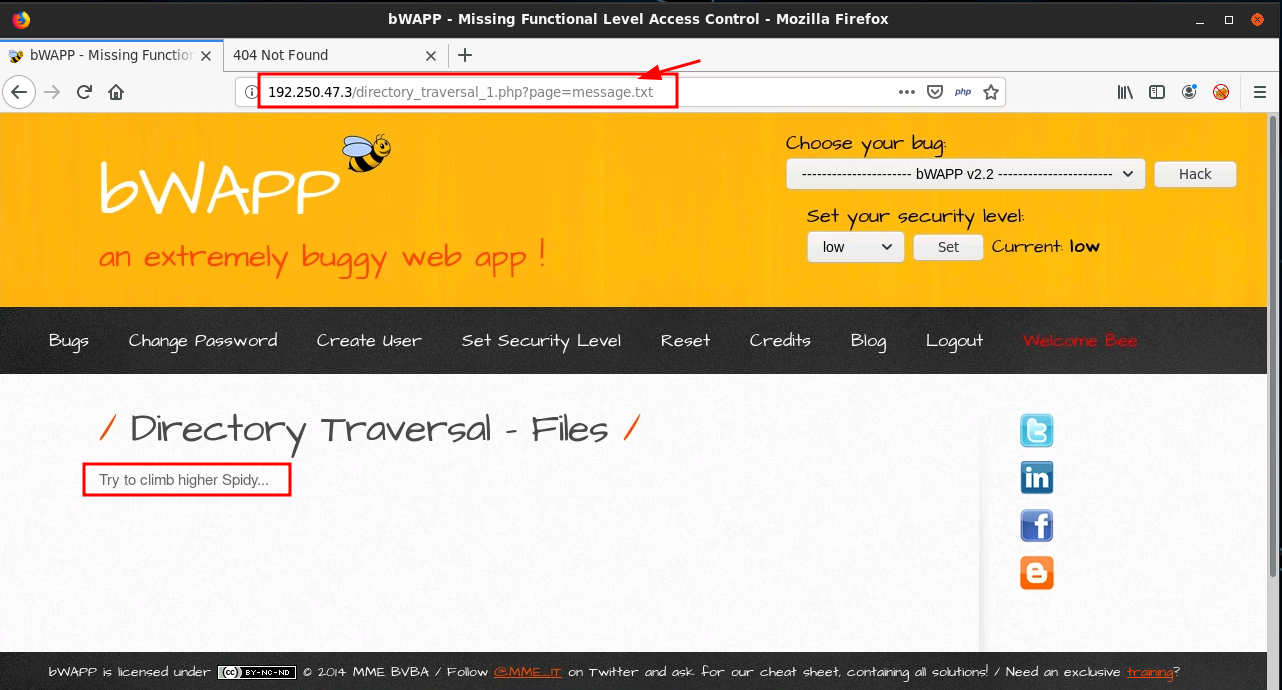 bWAPP - Missing Functional Level Access Control - Mozilla Firefox
bWAPP - Missing Function
404 Not Found
192.250.47.3/directory_traversal_1.php?page=message.txt
php
bWAPP
an extremely buggy web app !
Choose your bug:
---------------------- bWAPP v2.2 ----------------------- Hack
Set your security level:
low Set Current: low
Bugs Change Password Create User Set Security Level Reset Credits Blog Logout Welcome Bee
/ Directory Traversal - Files /
Try to climb higher Spidy...
bWAPP is licensed under (cc) BY-NC-ND © 2014 MME BVBA / Follow @MME_IT on Twitter and ask for our cheat sheet, containing all solutions! / Need an exclusive training?